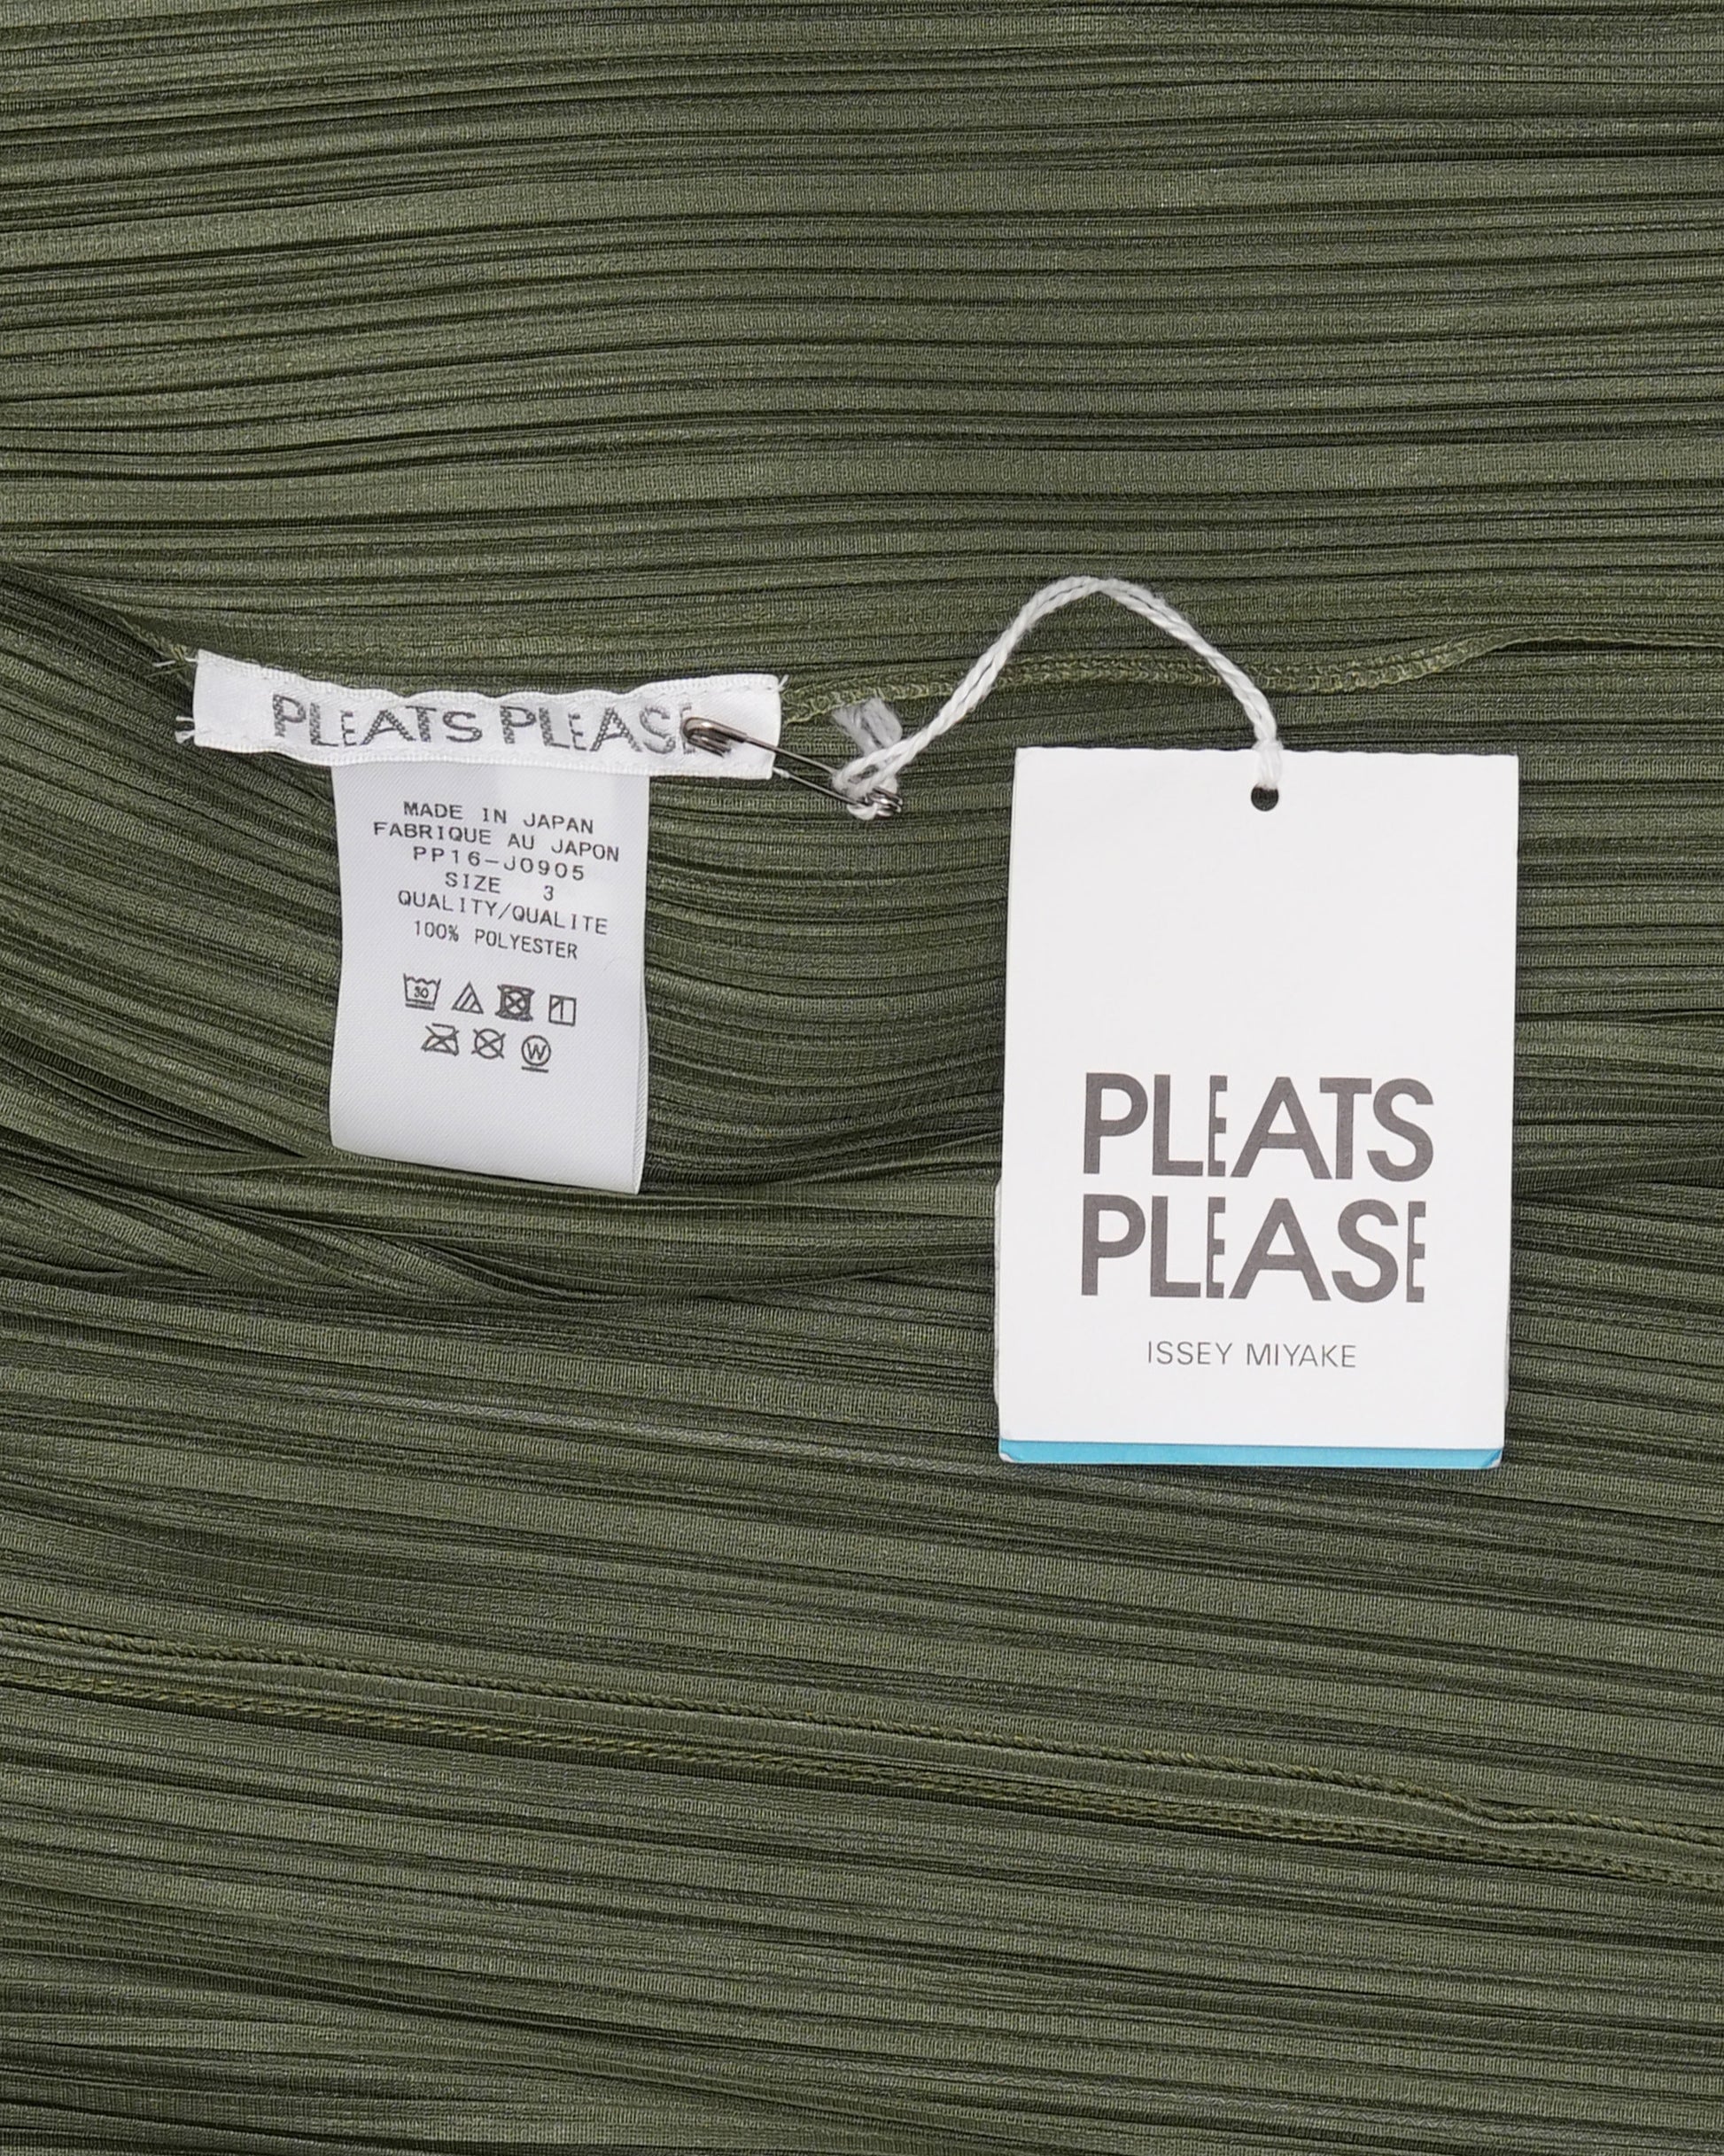 PLEATS PLEASE
MADE IN JAPAN
FABRIQUE AU JAPON
PP16-J0905
SIZE 3
QUALITY/QUALITE
100% POLYESTER
30
W
PLEATS
PLEASE
ISSEY MIYAKE